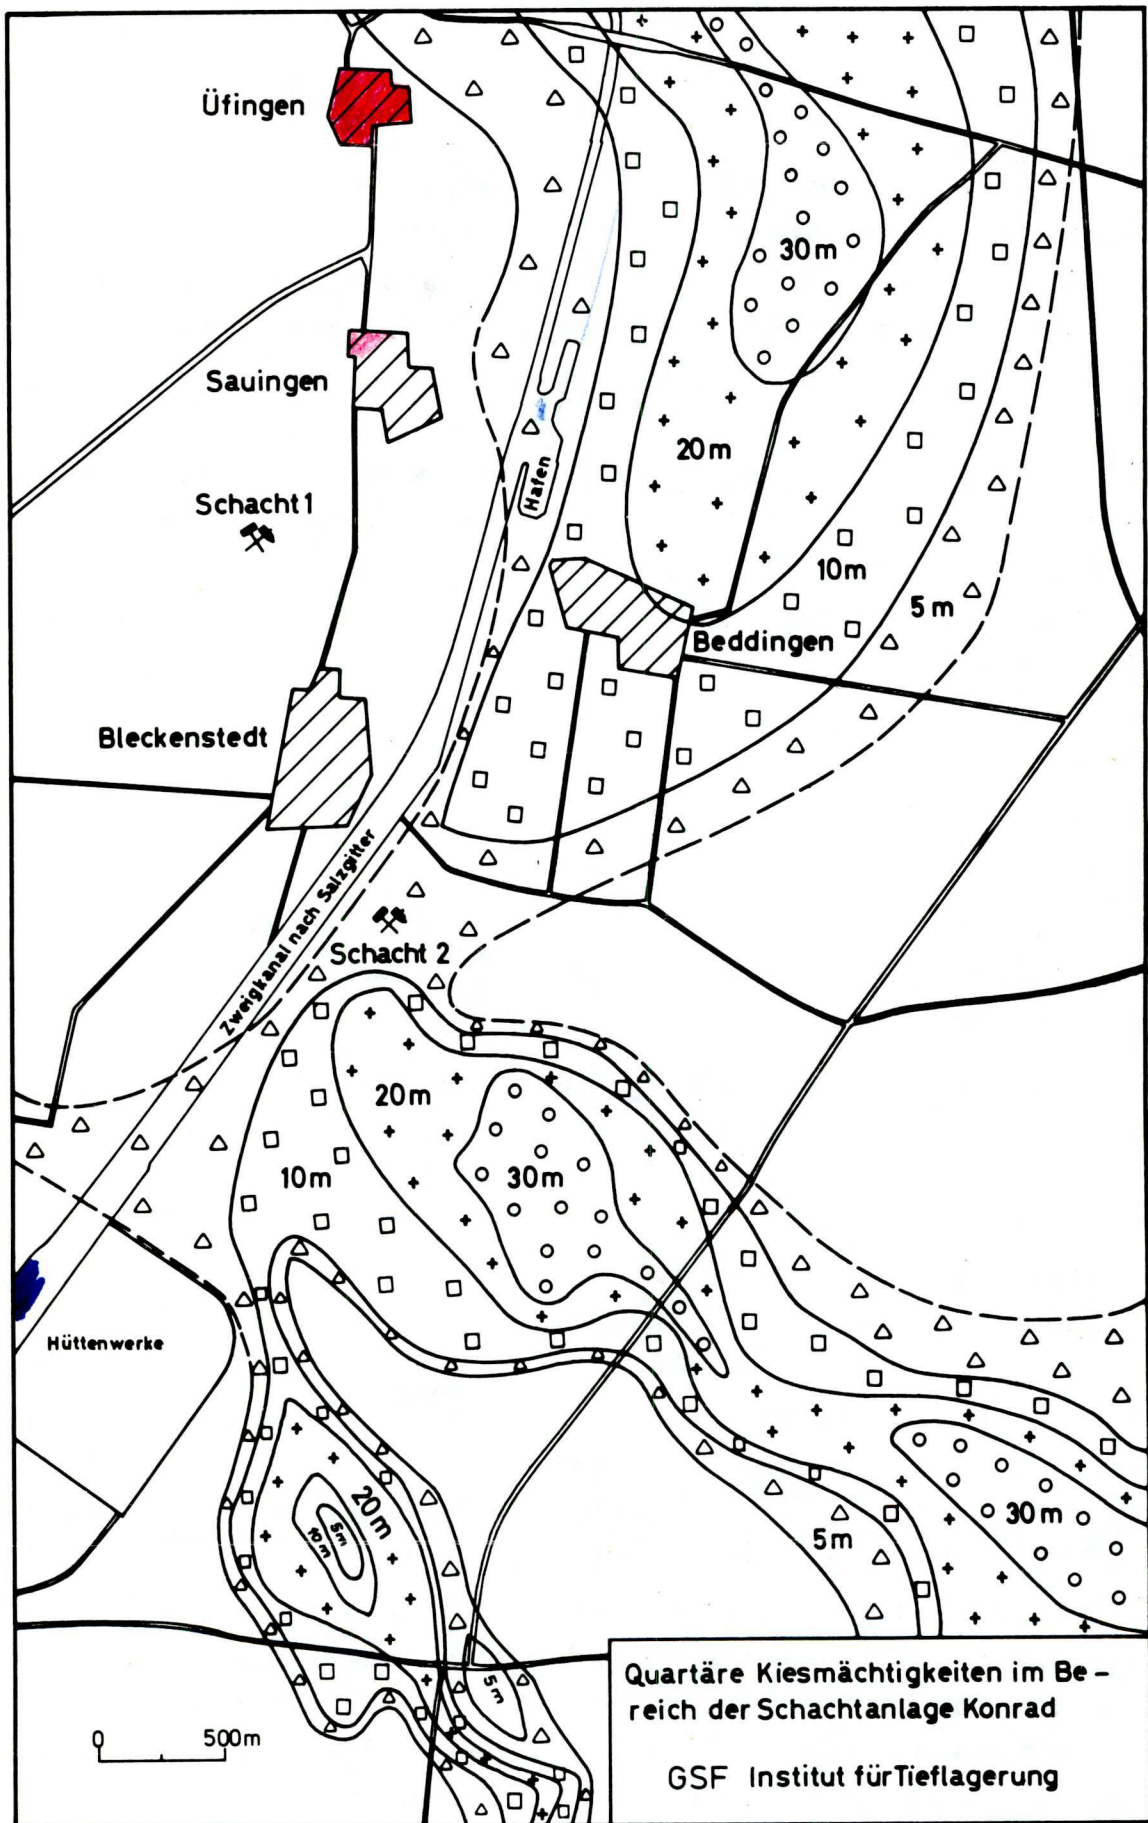 Üfingen
30m
Sauingen
20m
Hafen
Schacht 1
10m
5m
Beddingen
Bleckenstedt
Zweigkanal nach Salzgitter
Schacht 2
20m
10m
30m
Hüttenwerke
20m
5m
10m
30m
5m
5m
0 500m
Quartäre Kiesmächtigkeiten im Be-
reich der Schachtanlage Konrad
GSF Institut für Tieflagerung